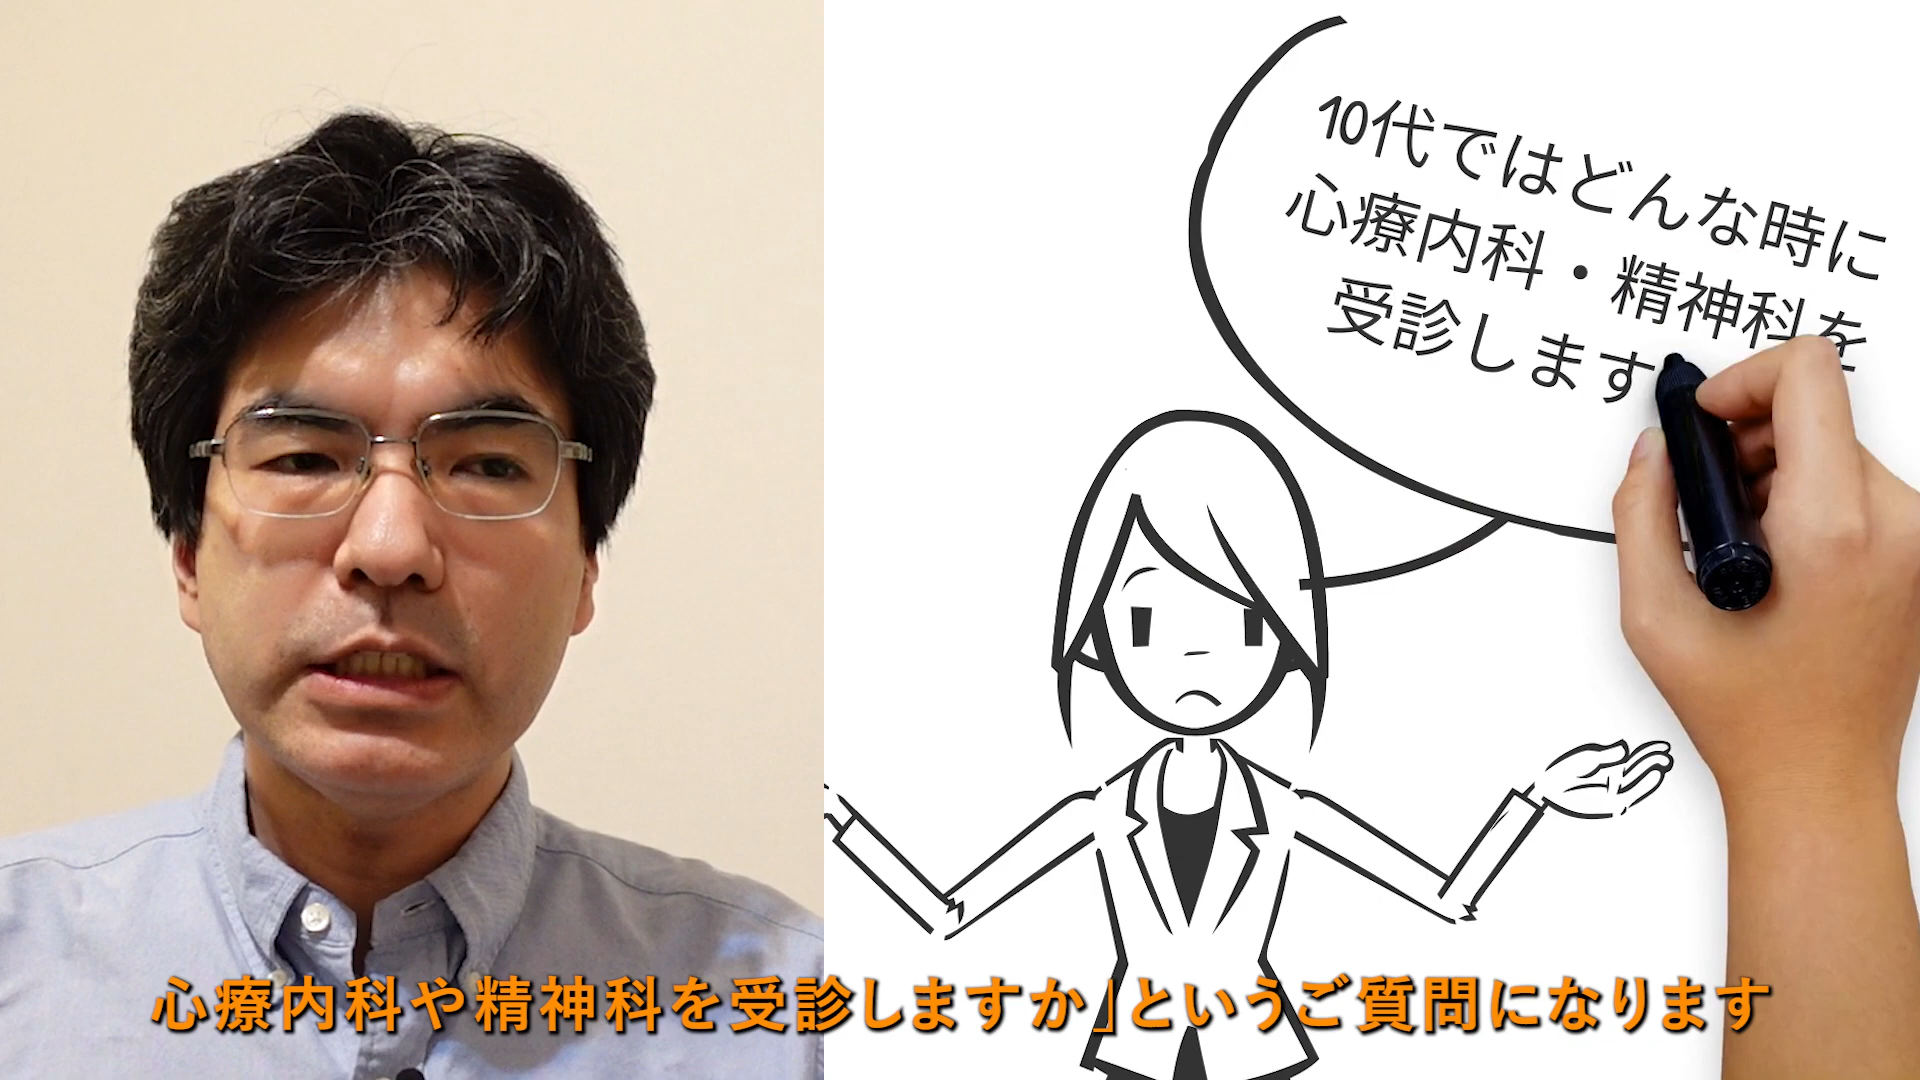 10代ではどんな時に
心療内科・精神科を
受診します
心療内科や精神科を受診しますか」というご質問になります